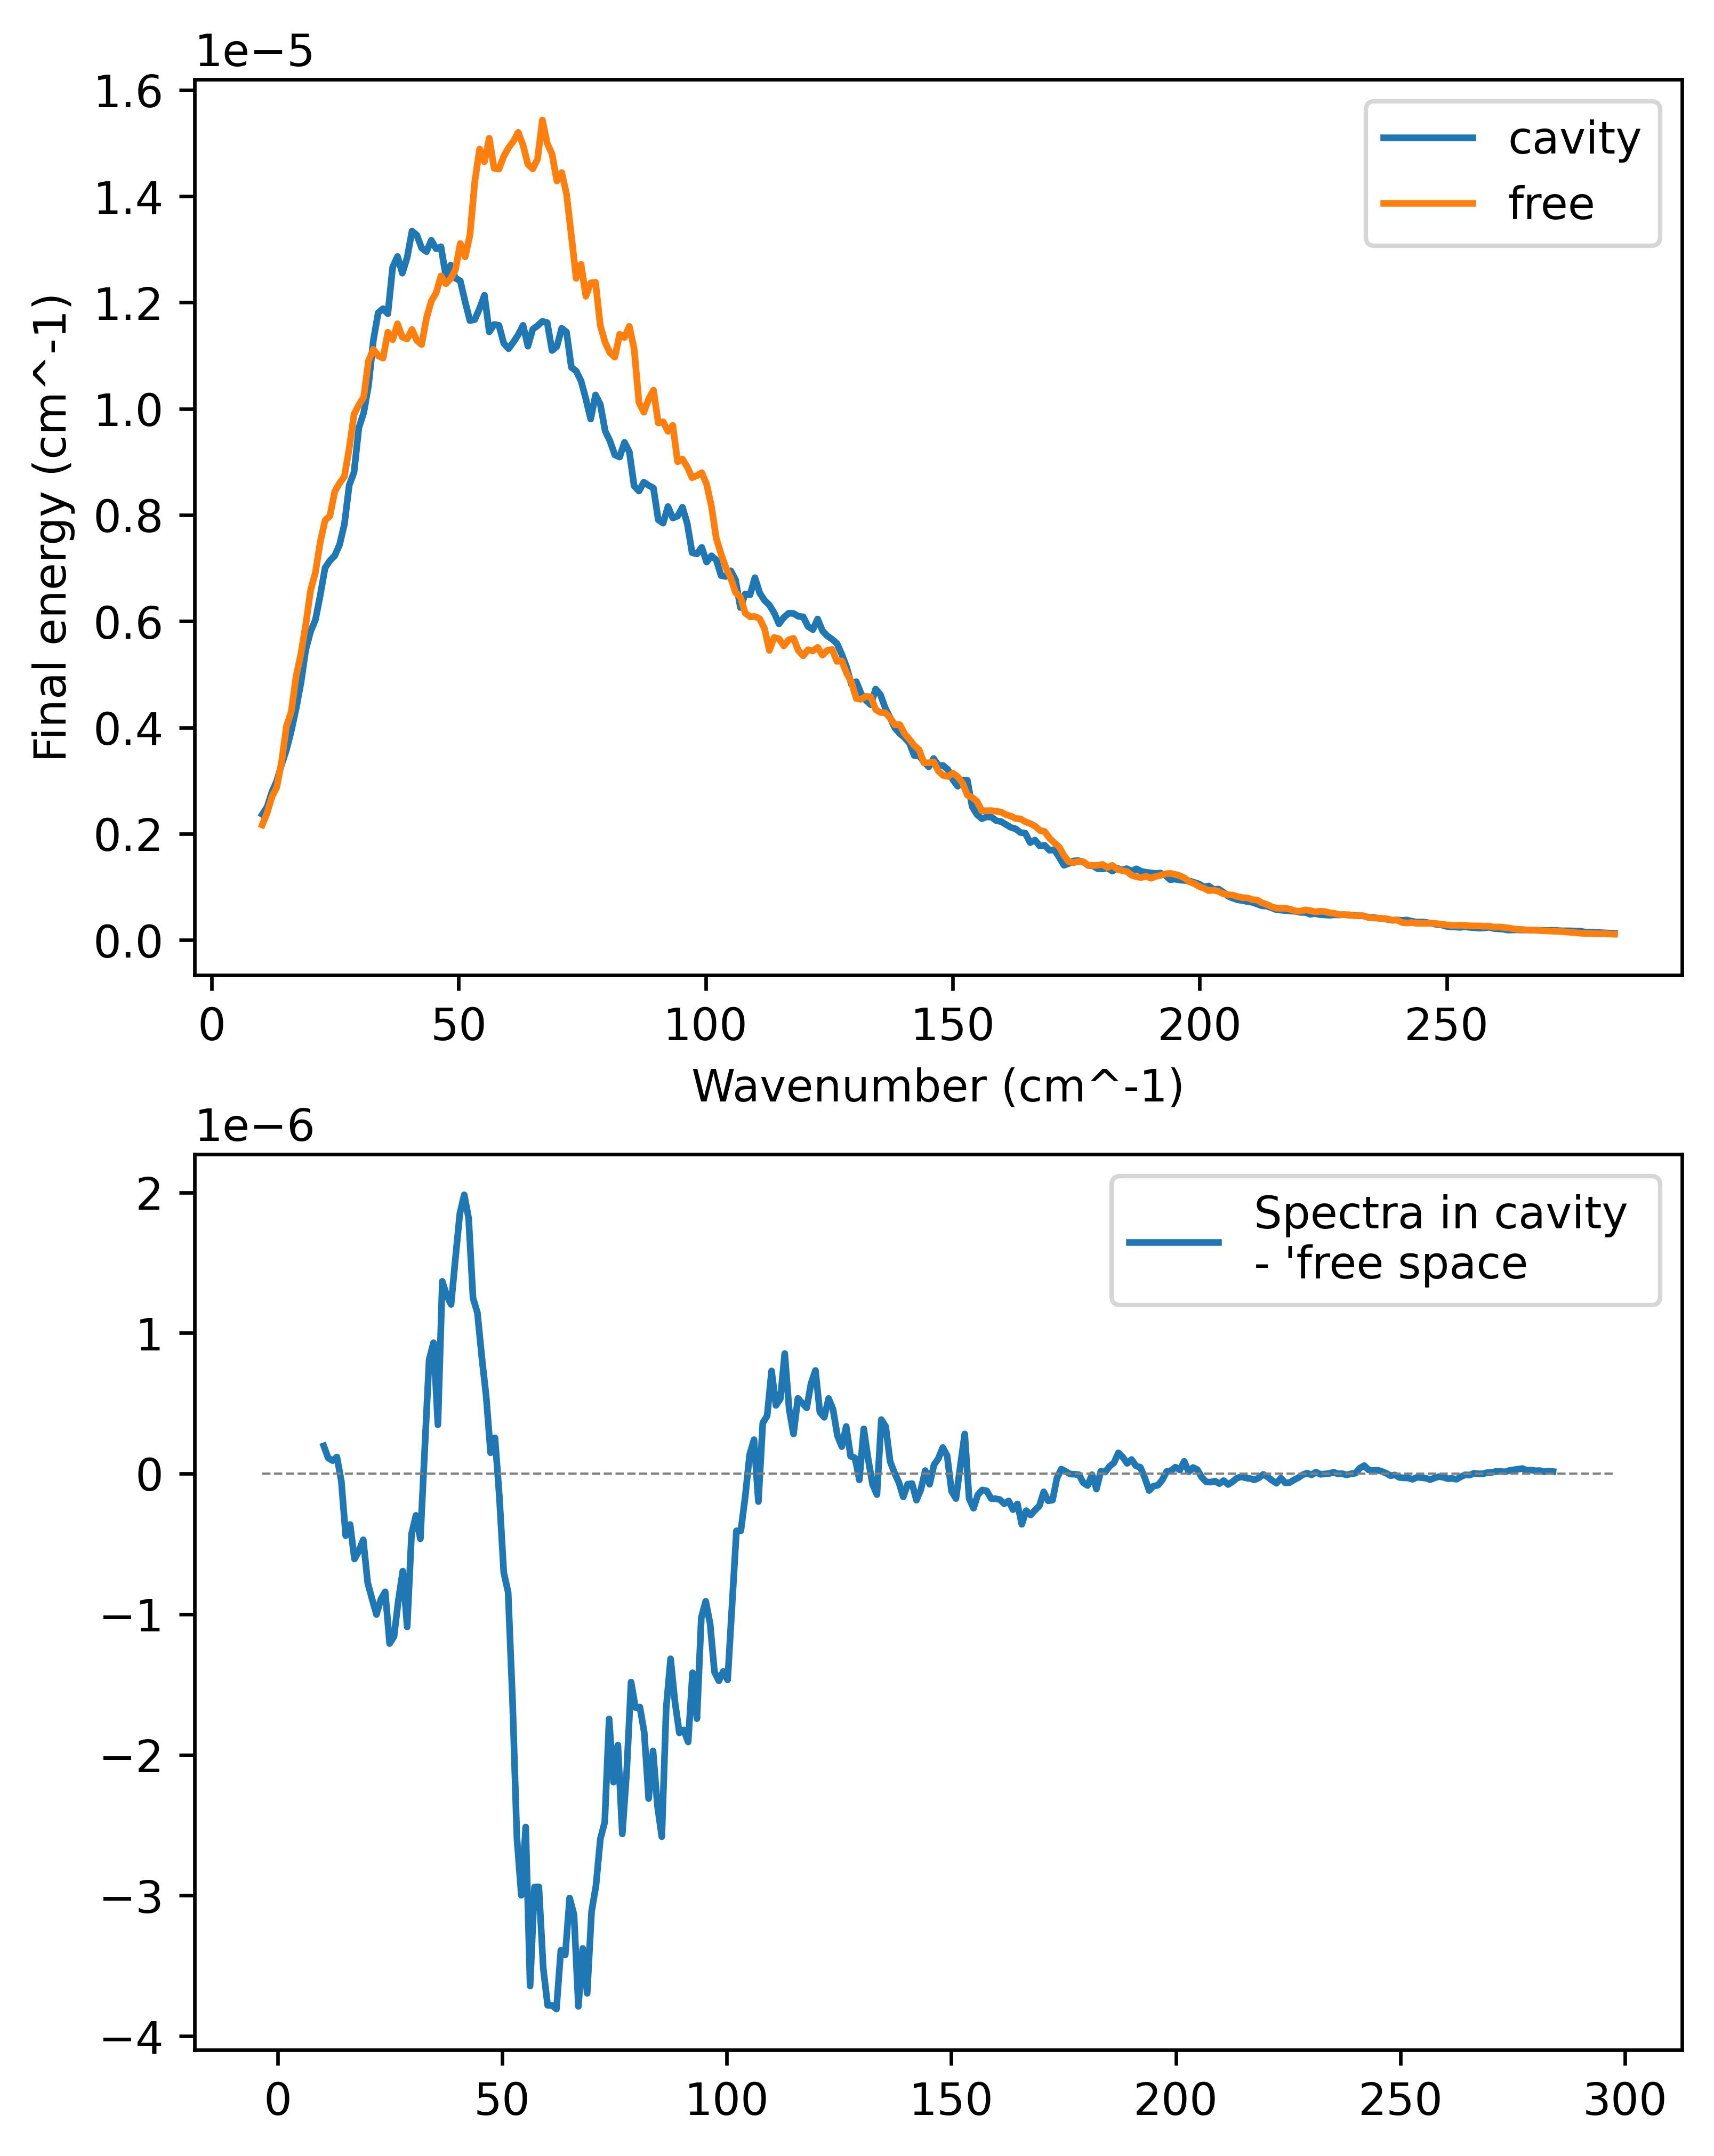 1e−5
1.6
1.4
1.2
1.0
0.8
0.6
0.4
0.2
0.0
Final energy (cm^-1)
cavity
free
0 50 100 150 200 250
Wavenumber (cm^-1)
1e−6
2
1
0
−1
−2
−3
−4
Spectra in cavity
- 'free space
0 50 100 150 200 250 300